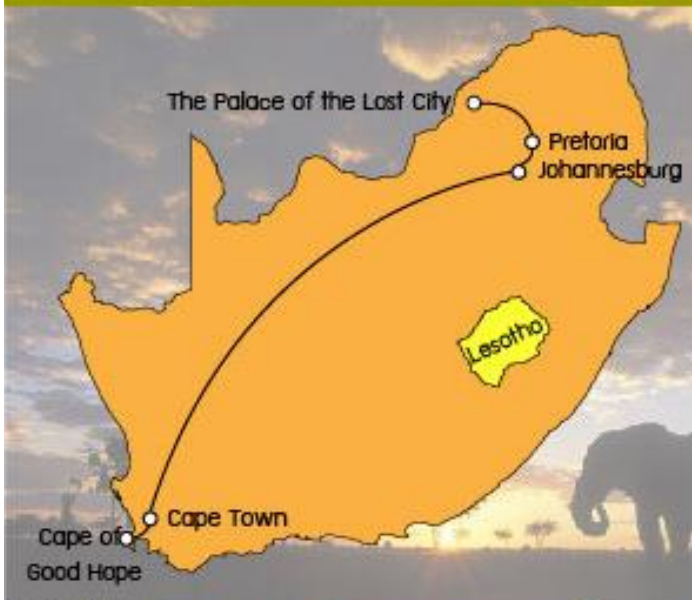 The Palace of the Lost City
Pretoria
Johannesburg
Lesotho
Cape Town
Cape of
Good Hope